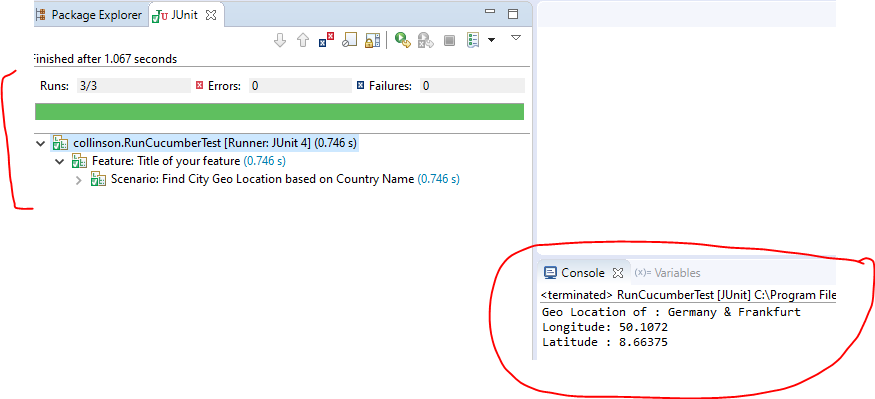 Package Explorer JUnit
Finished after 1.067 seconds
Runs: 3/3 Errors: 0 Failures: 0
collinson.RunCucumberTest [Runner: JUnit 4] (0.746 s)
Feature: Title of your feature (0.746 s)
Scenario: Find City Geo Location based on Country Name (0.746 s)
Console (x)= Variables
<terminated> RunCucumberTest [JUnit] C:\Program File
Geo Location of : Germany & Frankfurt
Longitude: 50.1072
Latitude : 8.66375